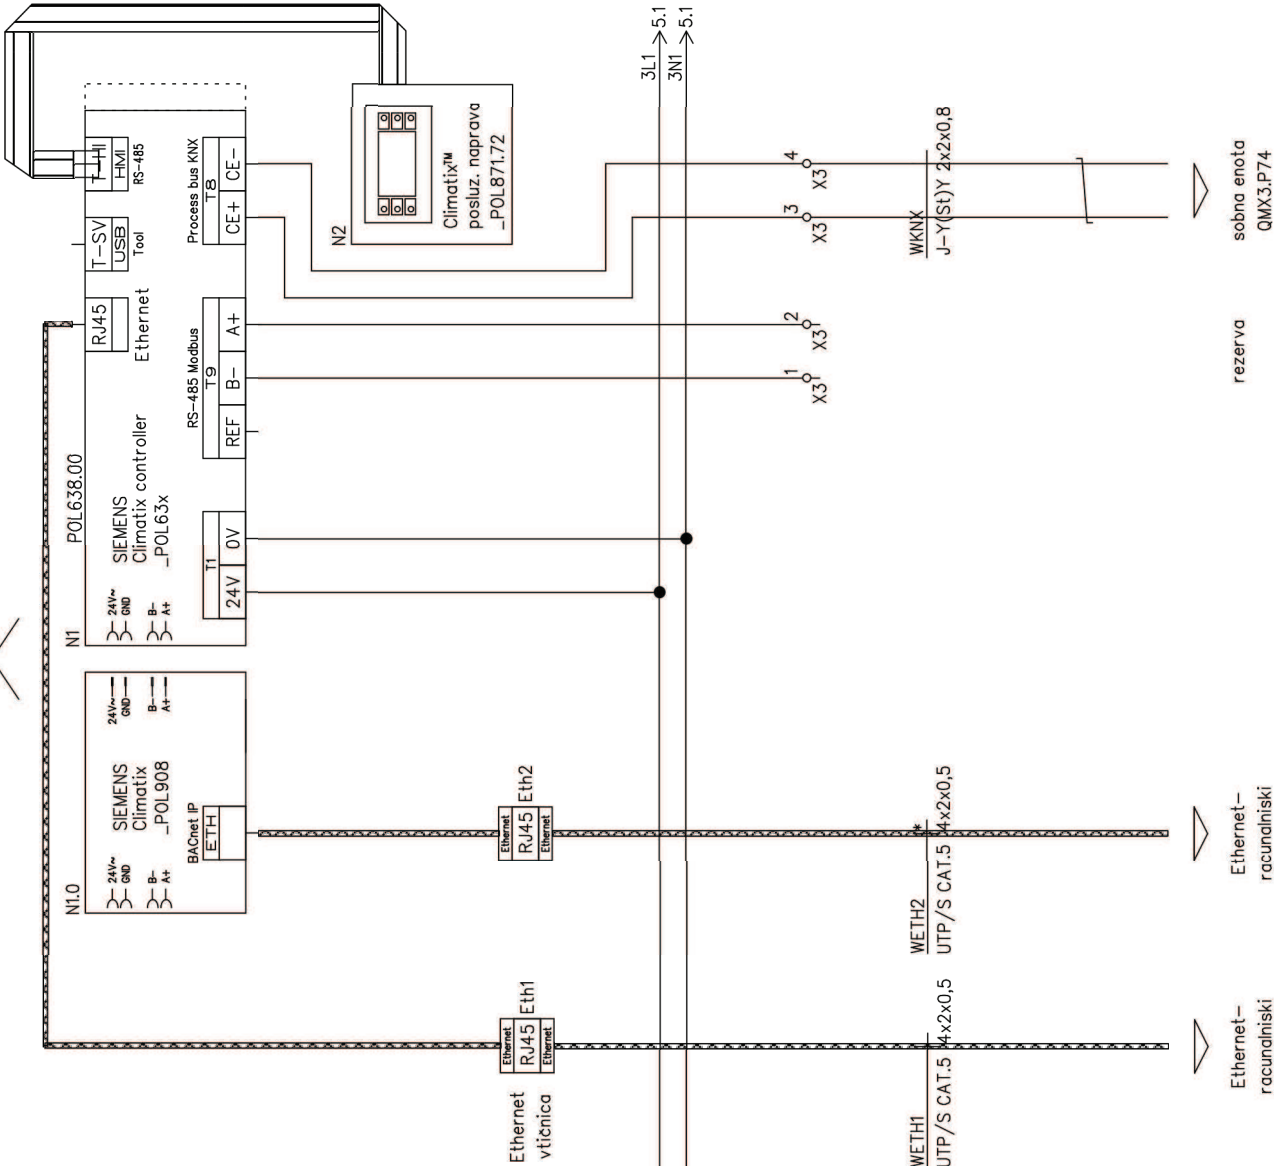 3L1
5.1
3N1
5.1
T-HI
HMI
RS-485
T-SV
USB
Tool
RJ45
Ethernet
Process bus KNX
T8
CE+
CE-
RS-485 Modbus
T9
REF
B-
A+
T1
24V
0V
N1
POL638.00
SIEMENS
Climatix controller
_POL63x
24V~
GND
B-
A+
N2
Climatix™
posluz. naprava
_POL871.72
N1.0
SIEMENS
Climatix
_POL908
24V~
GND
B-
A+
24V~
GND
B-
A+
BACnet IP
ETH
Ethernet
RJ45
Ethernet
Eth2
Ethernet
RJ45
Ethernet
Eth1
Ethernet
vtičnica
X3
4
X3
3
X3
2
X3
1
WKNX
J-Y(St)Y 2x2x0,8
WETH2
*
UTP/S CAT.5 4x2x0,5
WETH1
UTP/S CAT.5 4x2x0,5
sobna enota
QMX3.P74
rezerva
Ethernet-
racunalniski
Ethernet-
racunalniski